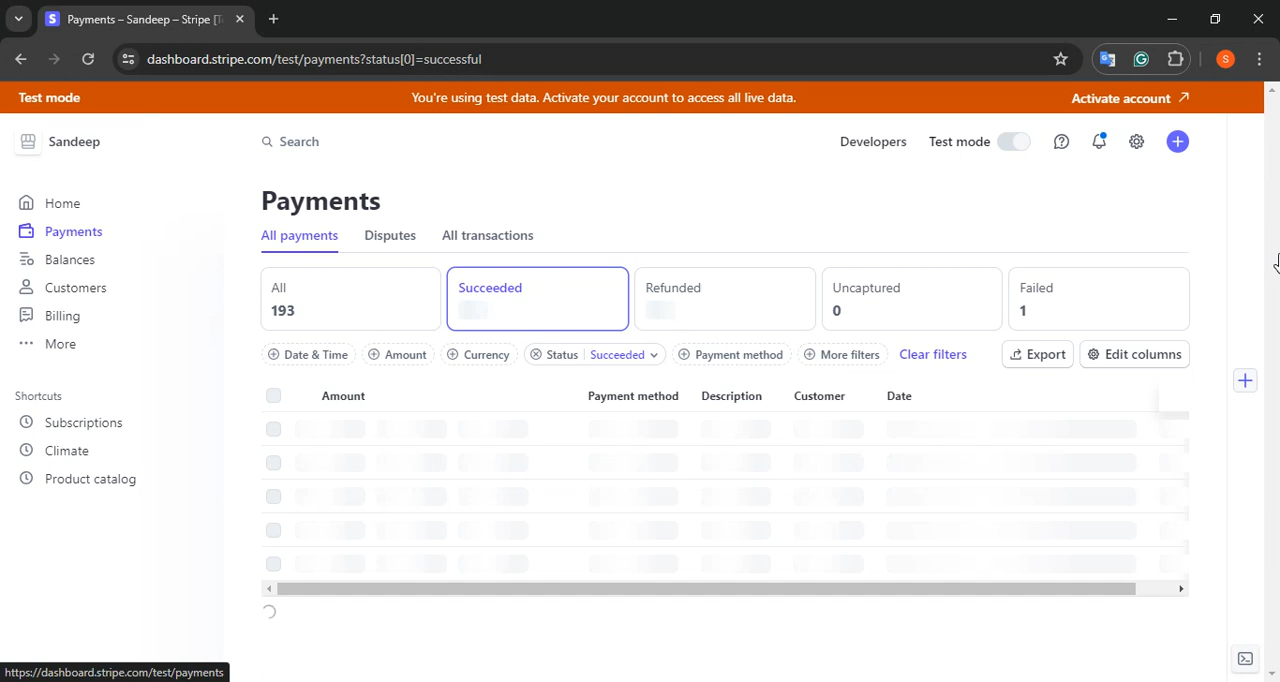 Payments – Sandeep – Stripe [T
dashboard.stripe.com/test/payments?status[0]=successful
S
Test mode
You're using test data. Activate your account to access all live data.
Activate account
Sandeep
Search
Developers
Test mode
Home
Payments
Balances
Customers
Billing
More
Shortcuts
Subscriptions
Climate
Product catalog
Payments
All payments Disputes All transactions
All Succeeded Refunded Uncaptured Failed
193 0 1
Date & Time Amount Currency Status Succeeded Payment method More filters Clear filters Export Edit columns
Amount Payment method Description Customer Date
https://dashboard.stripe.com/test/payments